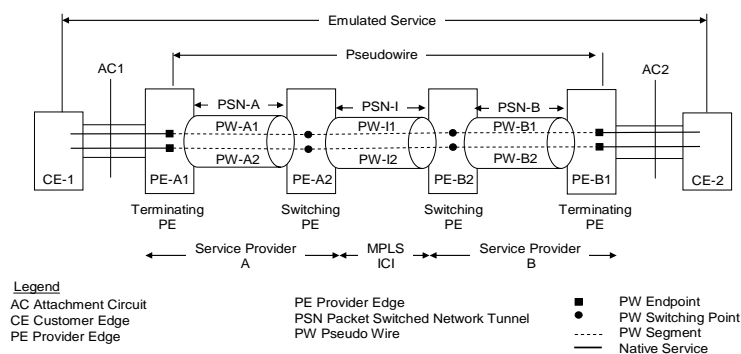 Emulated Service
Pseudowire
AC1
AC2
PSN-A
PSN-I
PSN-B
PW-A1
PW-I1
PW-B1
PW-A2
PW-I2
PW-B2
CE-1
PE-A1
PE-A2
PE-B2
PE-B1
CE-2
Terminating
PE
Switching
PE
Switching
PE
Terminating
PE
Service Provider
A
MPLS
ICI
Service Provider
B
Legend
AC Attachment Circuit
CE Customer Edge
PE Provider Edge
PE Provider Edge
PSN Packet Switched Network Tunnel
PW Pseudo Wire
PW Endpoint
PW Switching Point
PW Segment
Native Service